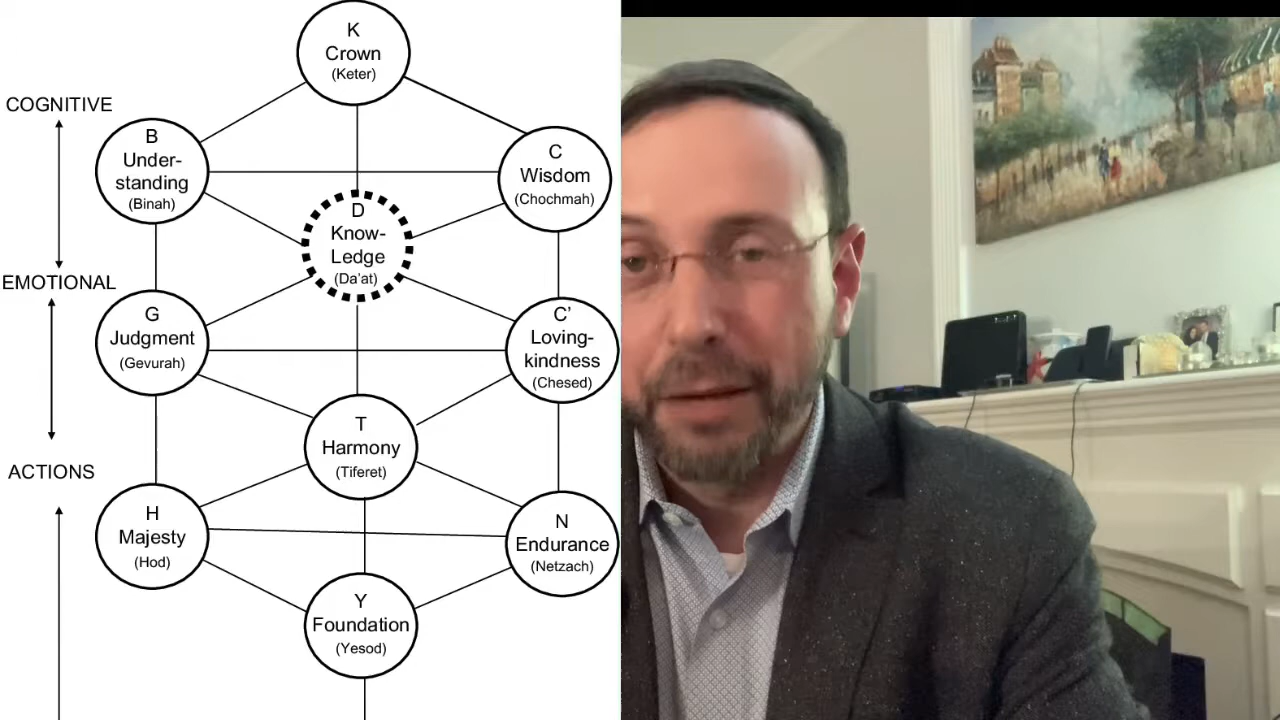 K
Crown
(Keter)
COGNITIVE
B
Under-
standing
(Binah)
C
Wisdom
(Chochmah)
D
Know-
Ledge
(Da'at)
EMOTIONAL
G
Judgment
(Gevurah)
C'
Loving-
kindness
(Chesed)
T
Harmony
(Tiferet)
ACTIONS
H
Majesty
(Hod)
N
Endurance
(Netzach)
Y
Foundation
(Yesod)